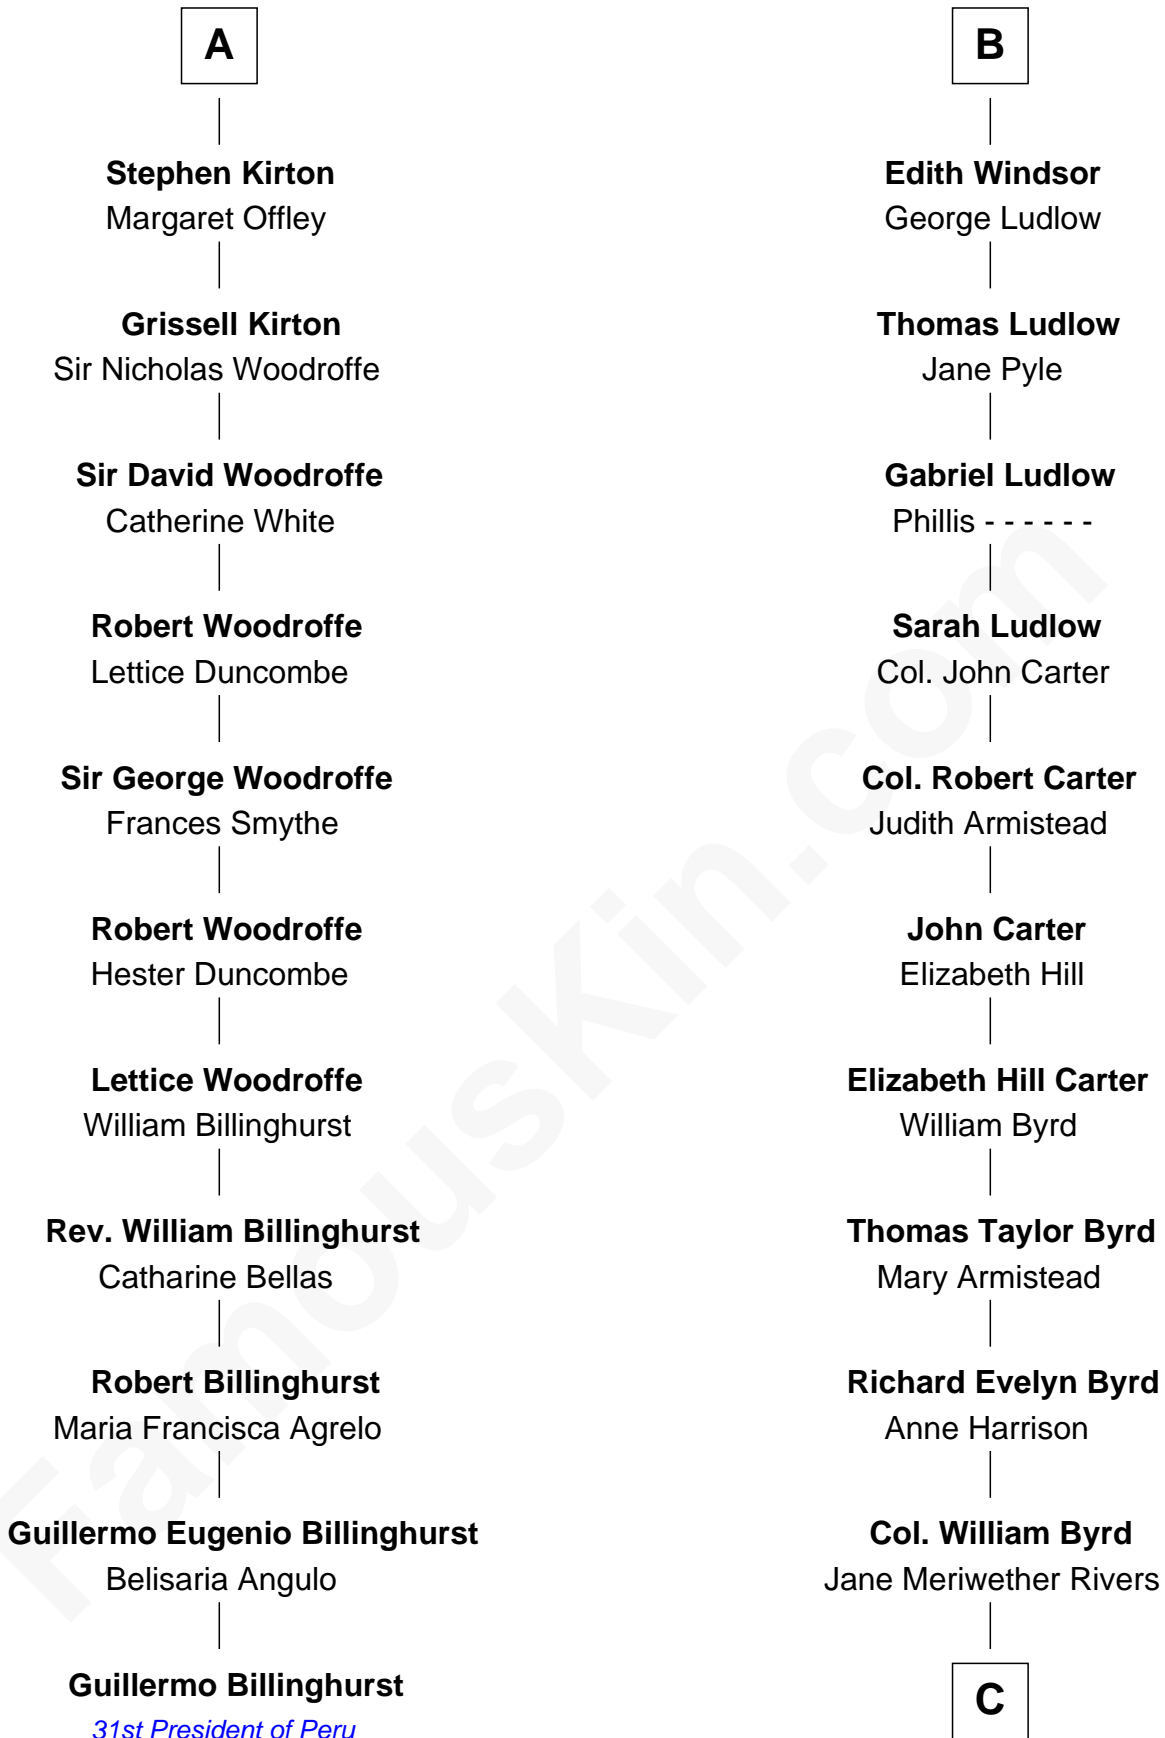 A
Stephen Kirton
Margaret Offley
Grissell Kirton
Sir Nicholas Woodroffe
Sir David Woodroffe
Catherine White
Robert Woodroffe
Lettice Duncombe
Sir George Woodroffe
Frances Smythe
Robert Woodroffe
Hester Duncombe
Lettice Woodroffe
William Billinghurst
Rev. William Billinghurst
Catharine Bellas
Robert Billinghurst
Maria Francisca Agrelo
Guillermo Eugenio Billinghurst
Belisaria Angulo
Guillermo Billinghurst
31st President of Peru
B
Edith Windsor
George Ludlow
Thomas Ludlow
Jane Pyle
Gabriel Ludlow
Phillis - - - - - -
Sarah Ludlow
Col. John Carter
Col. Robert Carter
Judith Armistead
John Carter
Elizabeth Hill
Elizabeth Hill Carter
William Byrd
Thomas Taylor Byrd
Mary Armistead
Richard Evelyn Byrd
Anne Harrison
Col. William Byrd
Jane Meriwether Rivers
C
FamousKin.com